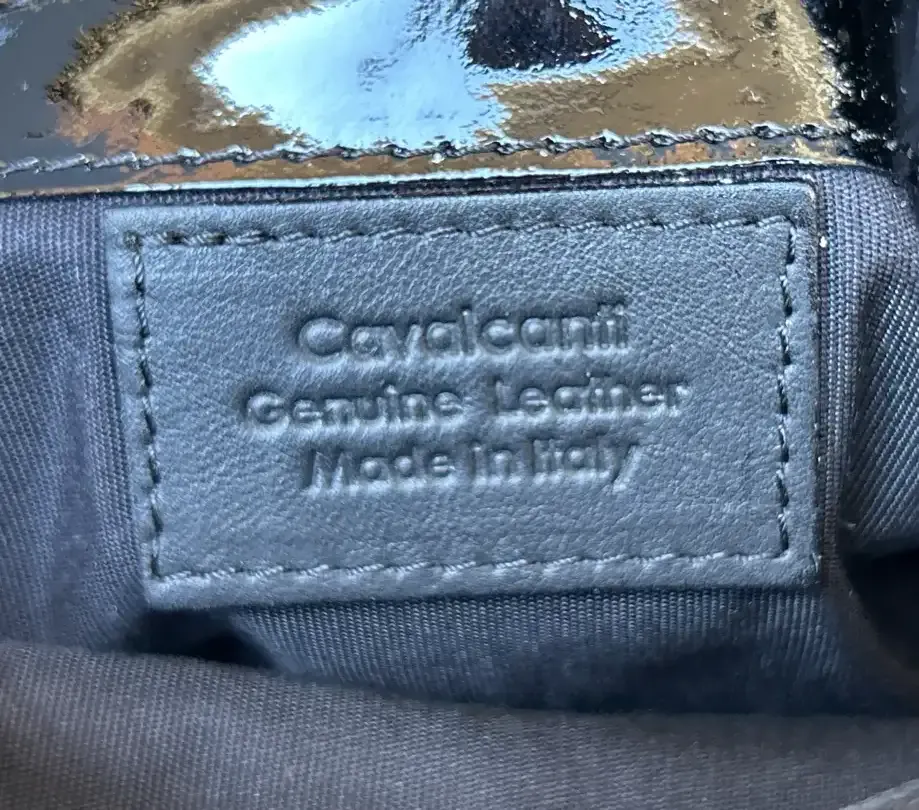 Cavalcanti
Genuine Leather
Made in Italy